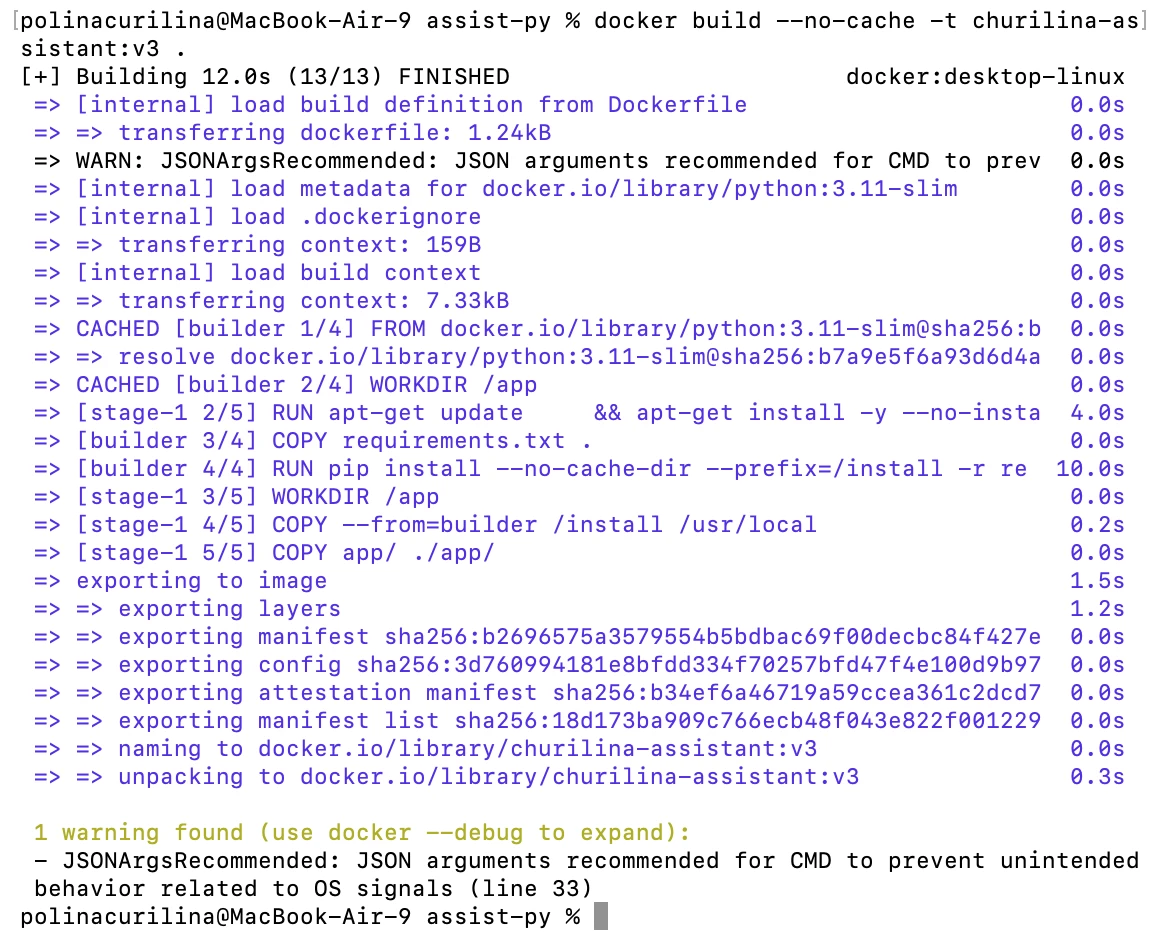 [polinacurilina@MacBook-Air-9 assist-py % docker build --no-cache -t churilina-as]
sistant:v3 .
[+] Building 12.0s (13/13) FINISHED docker:desktop-linux
=> [internal] load build definition from Dockerfile 0.0s
=> => transferring dockerfile: 1.24kB 0.0s
=> WARN: JSONArgsRecommended: JSON arguments recommended for CMD to prev 0.0s
=> [internal] load metadata for docker.io/library/python:3.11-slim 0.0s
=> [internal] load .dockerignore 0.0s
=> => transferring context: 159B 0.0s
=> [internal] load build context 0.0s
=> => transferring context: 7.33kB 0.0s
=> CACHED [builder 1/4] FROM docker.io/library/python:3.11-slim@sha256:b 0.0s
=> => resolve docker.io/library/python:3.11-slim@sha256:b7a9e5f6a93d6d4a 0.0s
=> CACHED [builder 2/4] WORKDIR /app 0.0s
=> [stage-1 2/5] RUN apt-get update     && apt-get install -y --no-insta 4.0s
=> [builder 3/4] COPY requirements.txt . 0.0s
=> [builder 4/4] RUN pip install --no-cache-dir --prefix=/install -r re 10.0s
=> [stage-1 3/5] WORKDIR /app 0.0s
=> [stage-1 4/5] COPY --from=builder /install /usr/local 0.2s
=> [stage-1 5/5] COPY app/ ./app/ 0.0s
=> exporting to image 1.5s
=> => exporting layers 1.2s
=> => exporting manifest sha256:b2696575a3579554b5bdbac69f00decbc84f427e 0.0s
=> => exporting config sha256:3d760994181e8bfdd334f70257bfd47f4e100d9b97 0.0s
=> => exporting attestation manifest sha256:b34ef6a46719a59ccea361c2dcd7 0.0s
=> => exporting manifest list sha256:18d173ba909c766ecb48f043e822f001229 0.0s
=> => naming to docker.io/library/churilina-assistant:v3 0.0s
=> => unpacking to docker.io/library/churilina-assistant:v3 0.3s
1 warning found (use docker --debug to expand):
- JSONArgsRecommended: JSON arguments recommended for CMD to prevent unintended
behavior related to OS signals (line 33)
polinacurilina@MacBook-Air-9 assist-py %